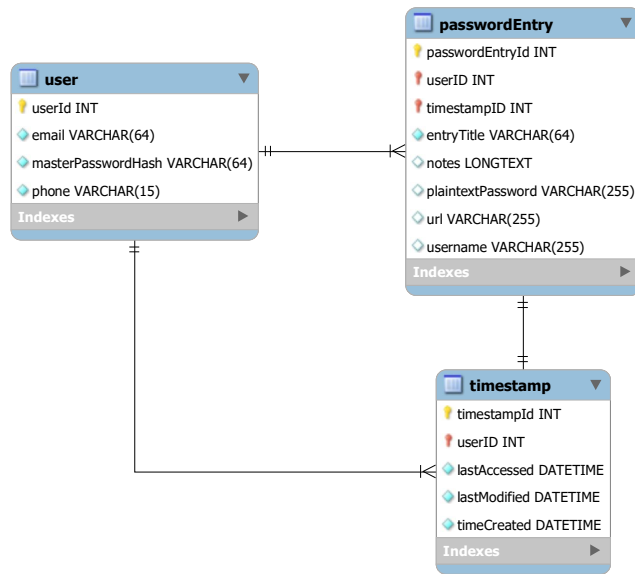 user
userId INT
email VARCHAR(64)
masterPasswordHash VARCHAR(64)
phone VARCHAR(15)
Indexes
passwordEntry
passwordEntryId INT
userID INT
timestampID INT
entryTitle VARCHAR(64)
notes LONGTEXT
plaintextPassword VARCHAR(255)
url VARCHAR(255)
username VARCHAR(255)
Indexes
timestamp
timestampId INT
userID INT
lastAccessed DATETIME
lastModified DATETIME
timeCreated DATETIME
Indexes